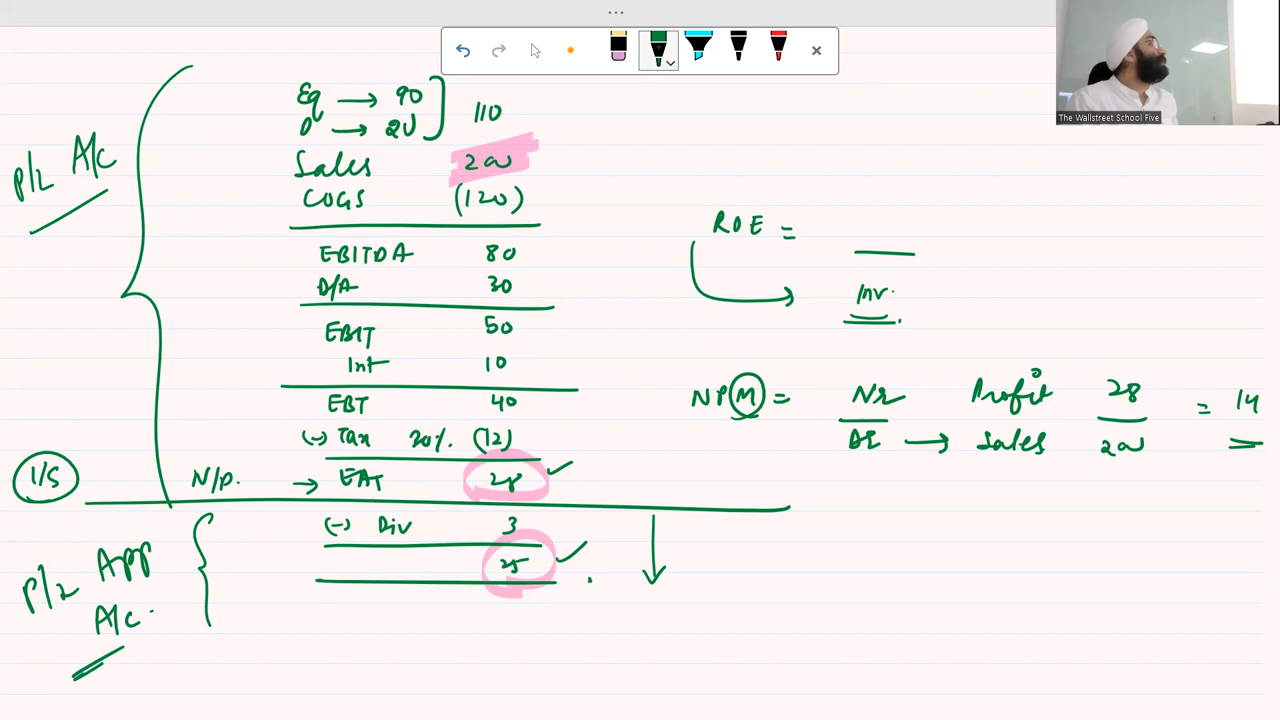 Eq → 90
D → 20
110
P/L A/c
Sales 200
COGS (120)
EBITDA 80
D/A 30
EBIT 50
Int 10
EBT 40
(-) Tax 30% (12)
I/S N/P. → EAT 28 ✓
(-) Div 3
25 ✓
P/L App
A/c.
ROE =
Inv.
NPM = Nr Profit 28 = 14
Dr → Sales 200
The Wallstreet School Five